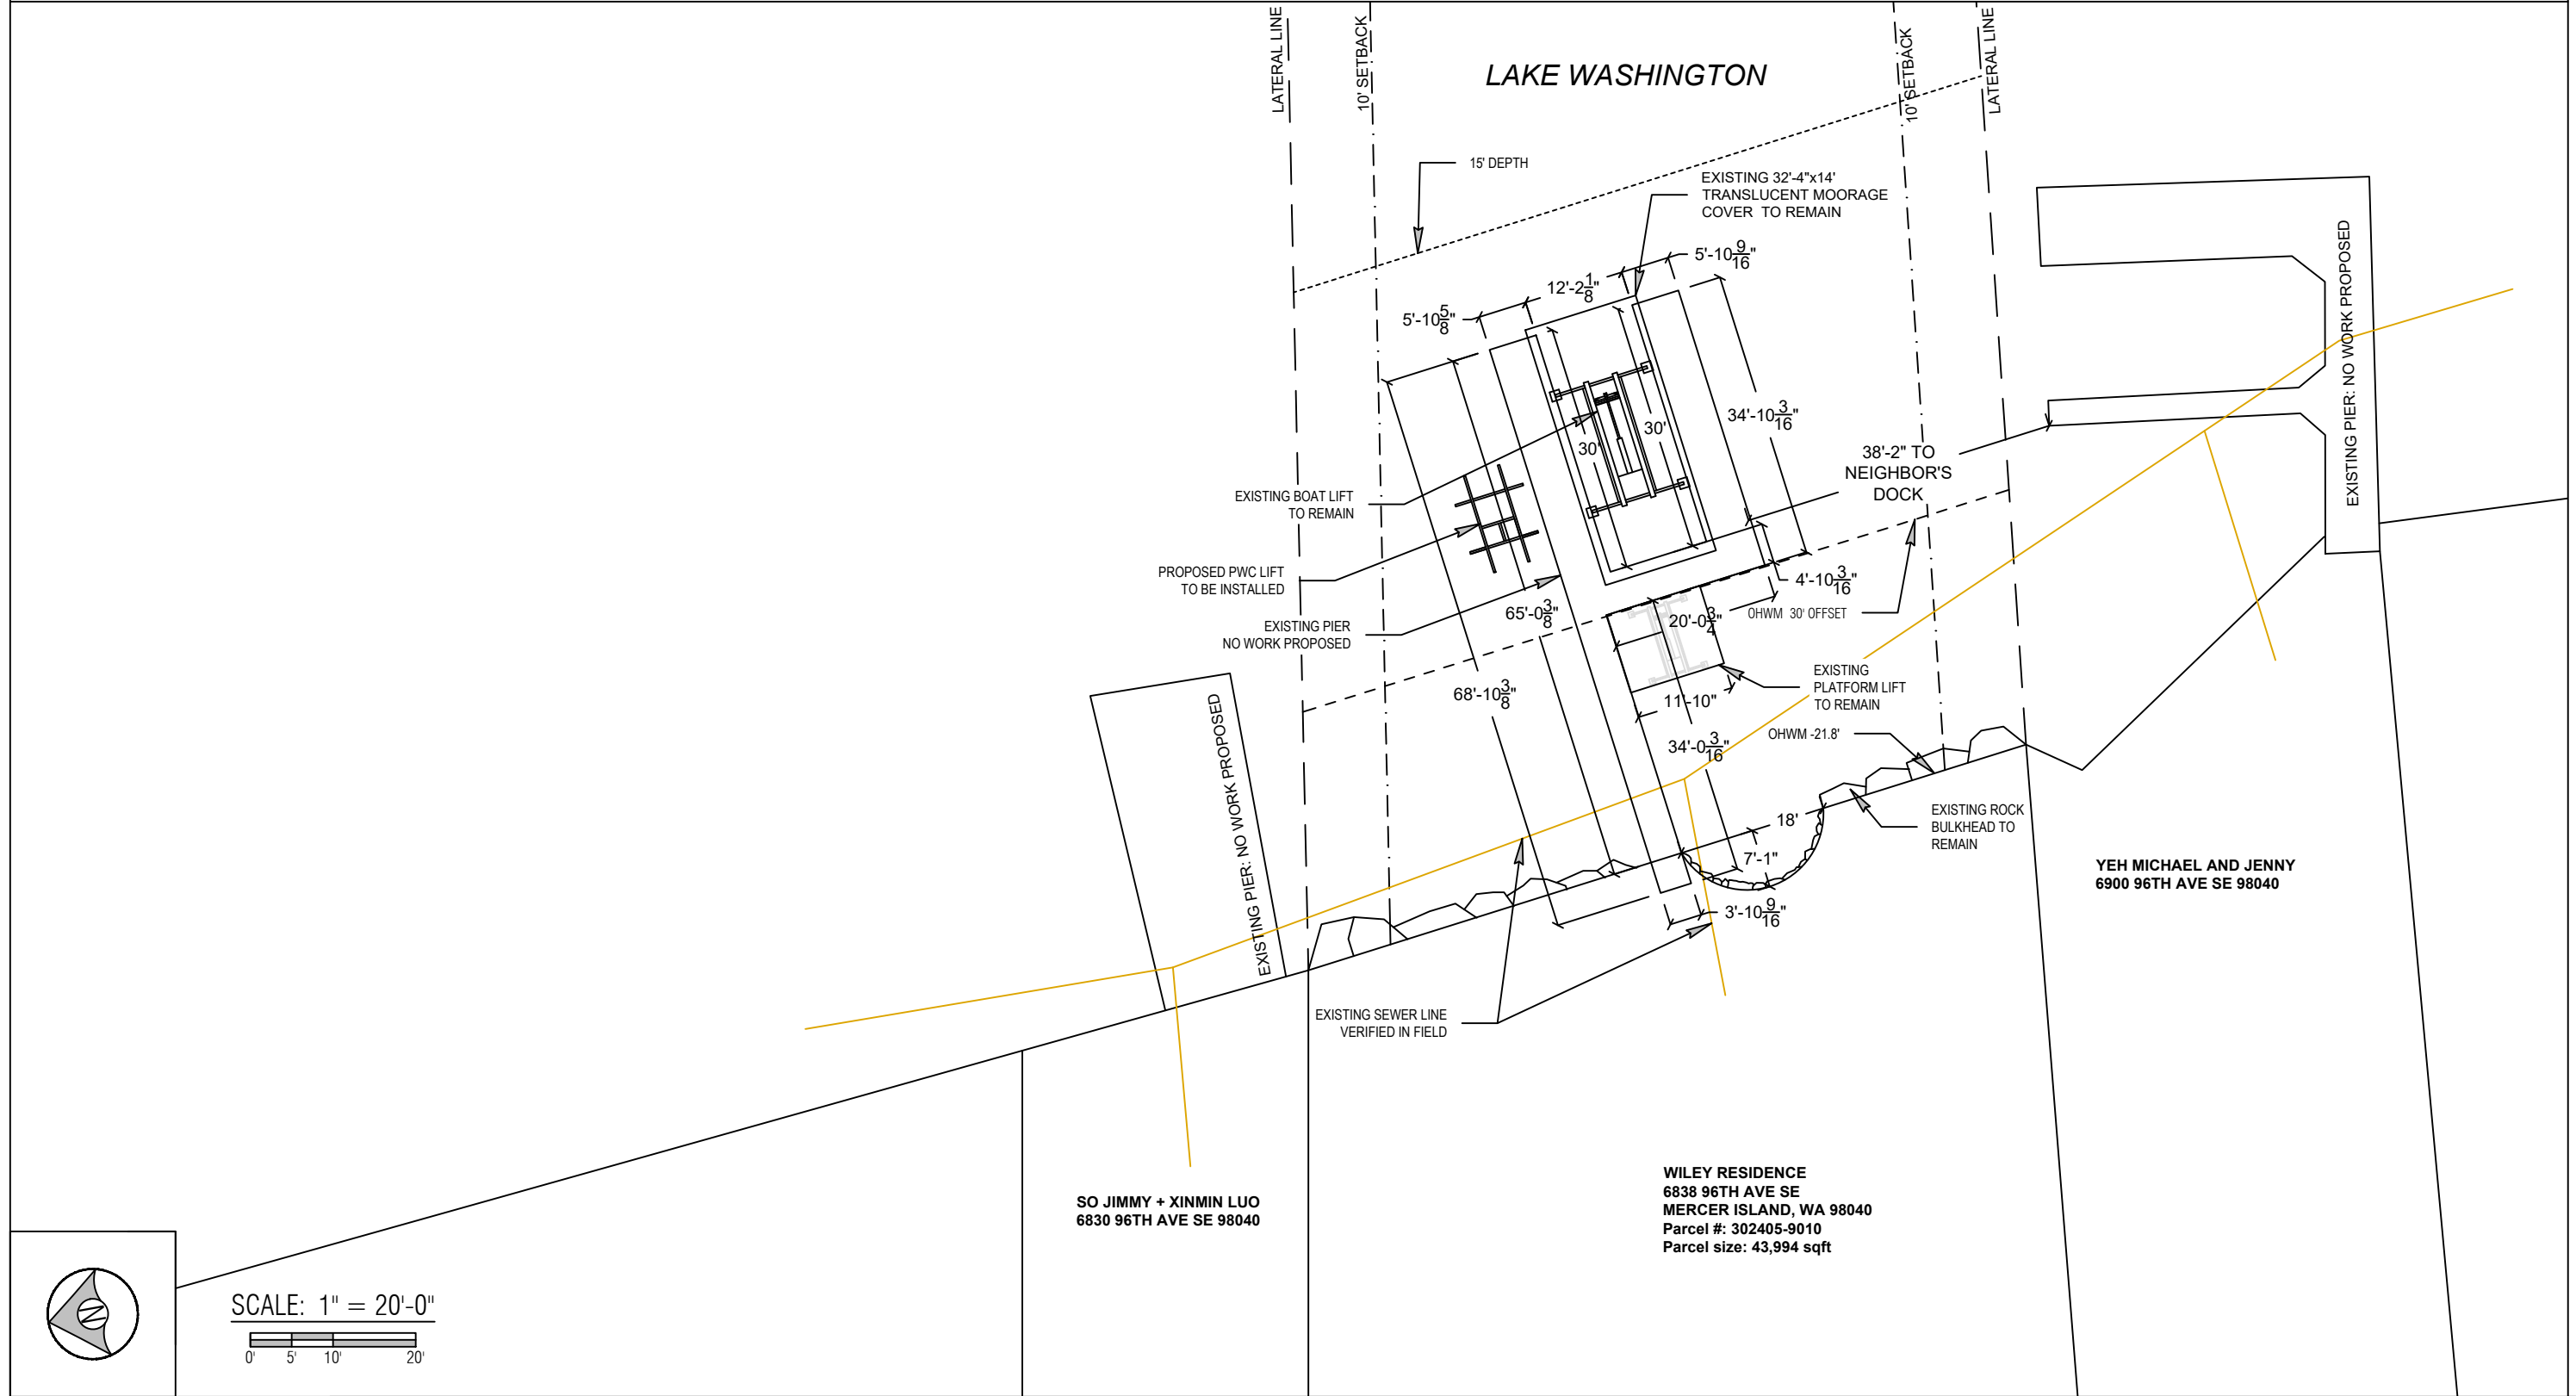 LATERAL LINE
10' SETBACK
LAKE WASHINGTON
10' SETBACK
LATERAL LINE
15' DEPTH
EXISTING 32'-4"x14'
TRANSLUCENT MOORAGE
COVER TO REMAIN
5'-10 9/16"
12'-2 1/8"
5'-10 5/8"
34'-10 3/16"
30'
30'
38'-2" TO
NEIGHBOR'S
DOCK
EXISTING PIER: NO WORK PROPOSED
EXISTING BOAT LIFT
TO REMAIN
PROPOSED PWC LIFT
TO BE INSTALLED
EXISTING PIER
NO WORK PROPOSED
65'-0 3/8"
4'-10 3/16"
20'-0 3/4"
OHWM 30' OFFSET
68'-10 3/8"
EXISTING
PLATFORM LIFT
TO REMAIN
11'-10"
34'-0 3/16"
OHWM -21.8'
EXISTING PIER: NO WORK PROPOSED
18'
7'-1"
EXISTING ROCK
BULKHEAD TO
REMAIN
3'-10 9/16"
YEH MICHAEL AND JENNY
6900 96TH AVE SE 98040
EXISTING SEWER LINE
VERIFIED IN FIELD
SO JIMMY + XINMIN LUO
6830 96TH AVE SE 98040
WILEY RESIDENCE
6838 96TH AVE SE
MERCER ISLAND, WA 98040
Parcel #: 302405-9010
Parcel size: 43,994 sqft
N
SCALE: 1" = 20'-0"
0' 5' 10' 20'